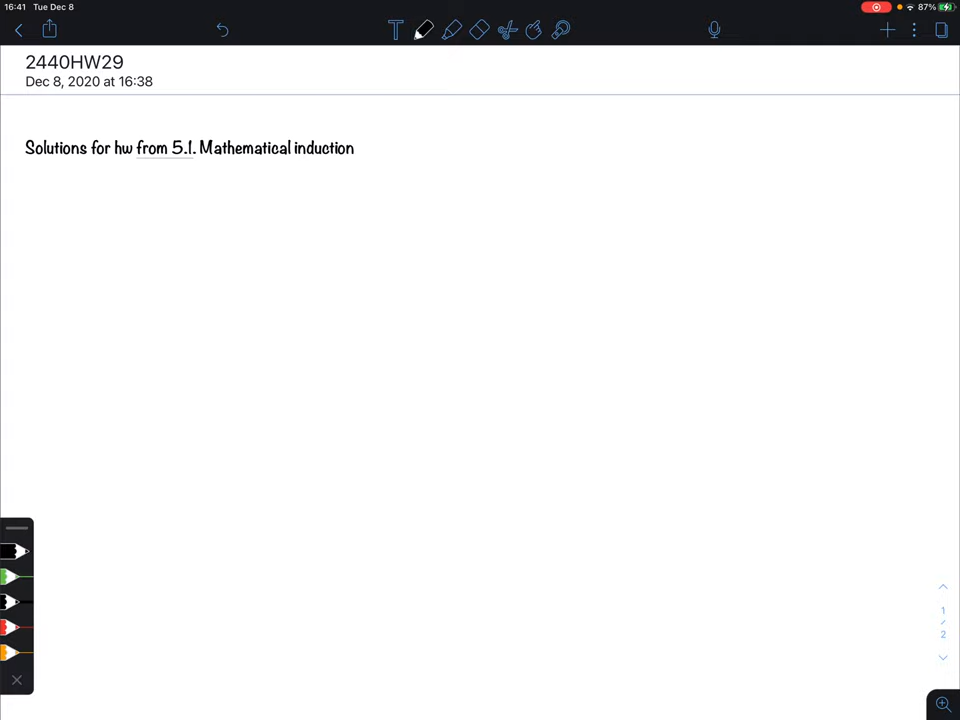 16:41 Tue Dec 8 87%
T
2440HW29
Dec 8, 2020 at 16:38
Solutions for hw from 5.1. Mathematical induction
1
/
2